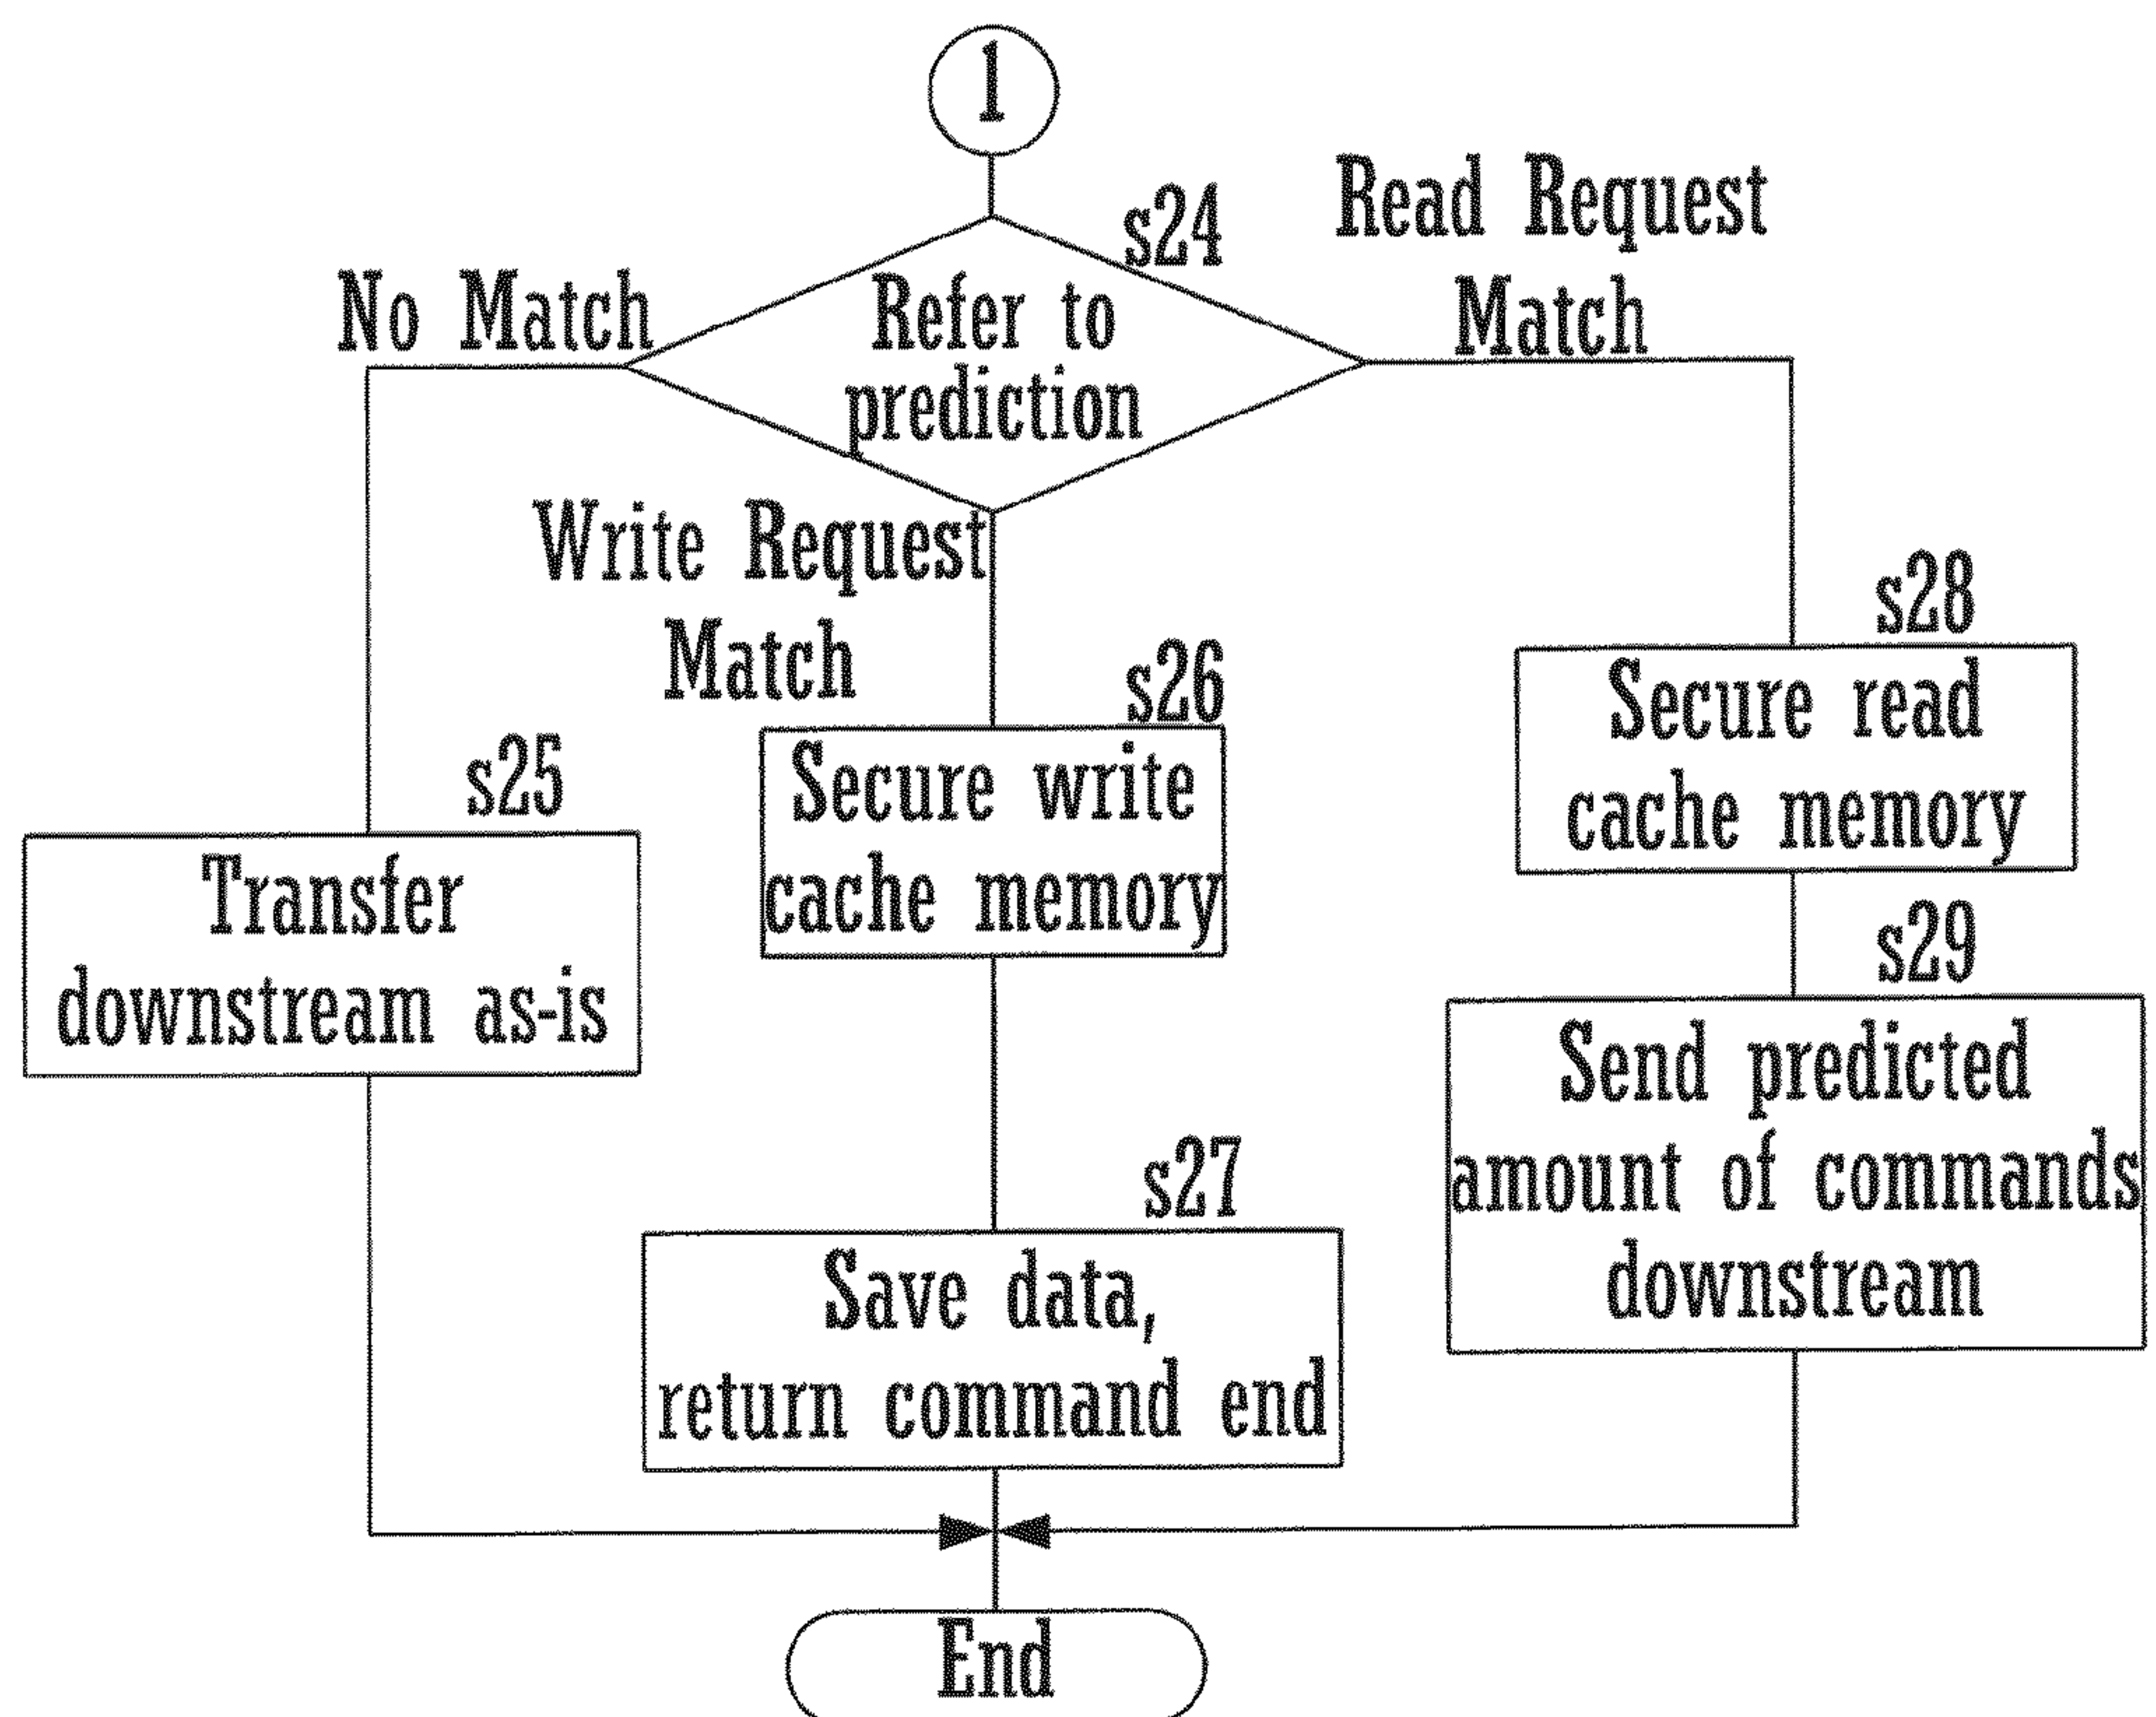 1
s24
Refer to
prediction
No Match
Read Request
Match
Write Request
Match
s25
Transfer
downstream as-is
s26
Secure write
cache memory
s27
Save data,
return command end
s28
Secure read
cache memory
s29
Send predicted
amount of commands
downstream
End